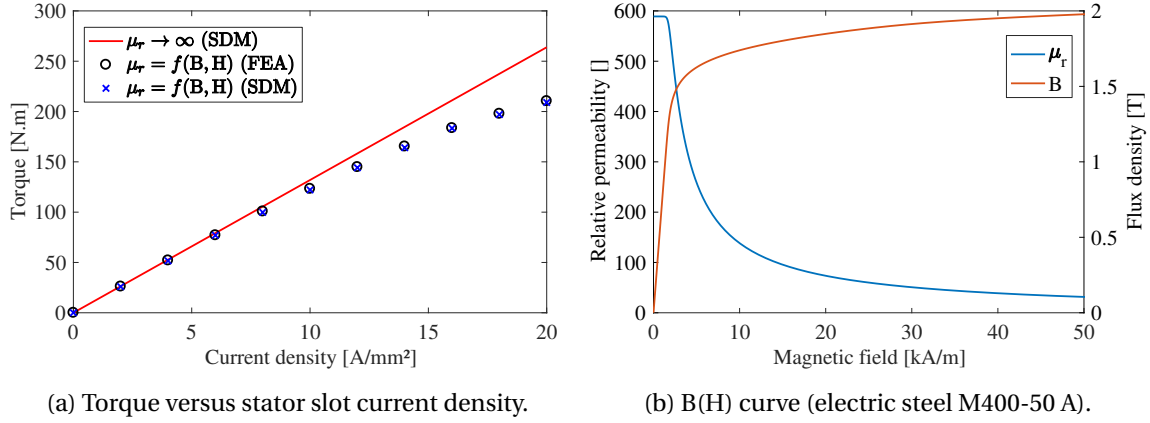 300
250
200
150
100
50
0
Torque [N.m]
μr → ∞ (SDM)
μr = f(B, H) (FEA)
μr = f(B, H) (SDM)
0 5 10 15 20
Current density [A/mm²]
(a) Torque versus stator slot current density.
600
500
400
300
200
100
0
Relative permeability []
μr
B
2
1.5
1
0.5
0
Flux density [T]
0 10 20 30 40 50
Magnetic field [kA/m]
(b) B(H) curve (electric steel M400-50 A).